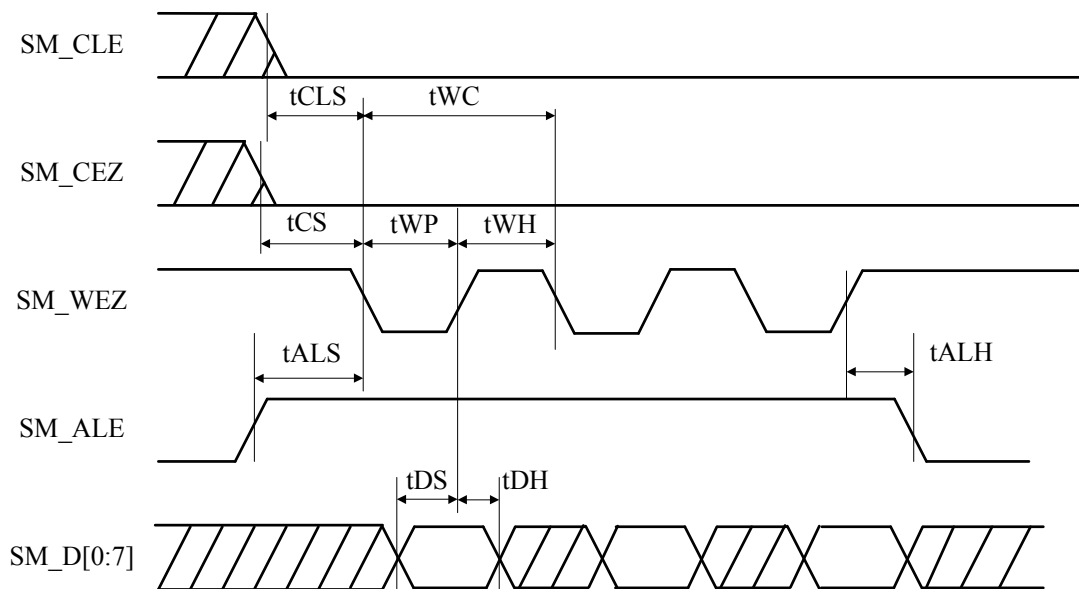 SM_CLE
tCLS
tWC
SM_CEZ
tCS
tWP
tWH
SM_WEZ
tALS
tALH
SM_ALE
tDS
tDH
SM_D[0:7]